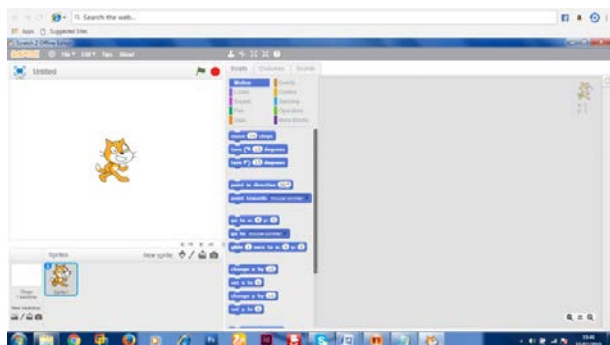 Search the web...
Apps Suggested Sites
Scratch 2 Offline Editor
SCRATCH File Edit Tips About
Untitled
Scripts Costumes Sounds
Motion Events
Looks Control
Sound Sensing
Pen Operators
Data More Blocks
move 10 steps
turn 15 degrees
turn 15 degrees
point in direction 90
point towards mouse-pointer
go to x: 0 y: 0
go to mouse-pointer
glide 1 secs to x: 0 y: 0
change x by 10
set x to 0
change y by 10
set y to 0
Sprites New sprite:
Stage
Sprite1
New backdrop: